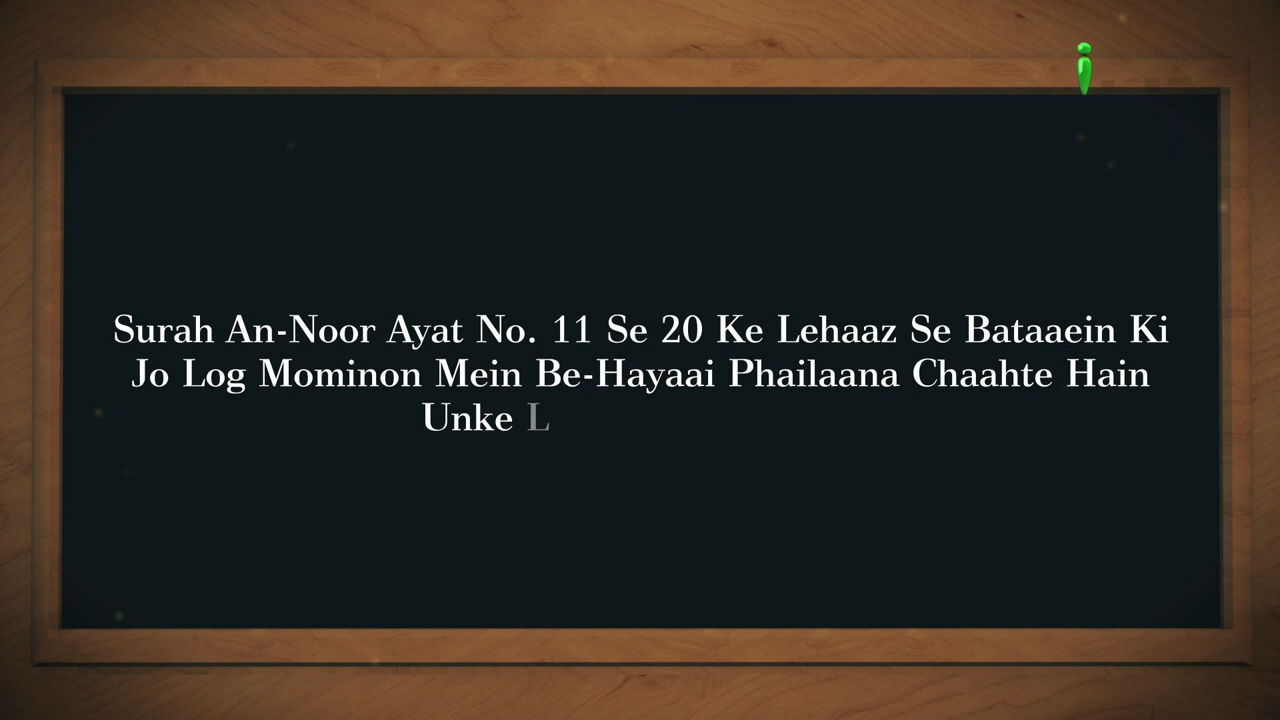 Surah An-Noor Ayat No. 11 Se 20 Ke Lehaaz Se Bataaein Ki
Jo Log Mominon Mein Be-Hayaai Phailaana Chaahte Hain
Unke L